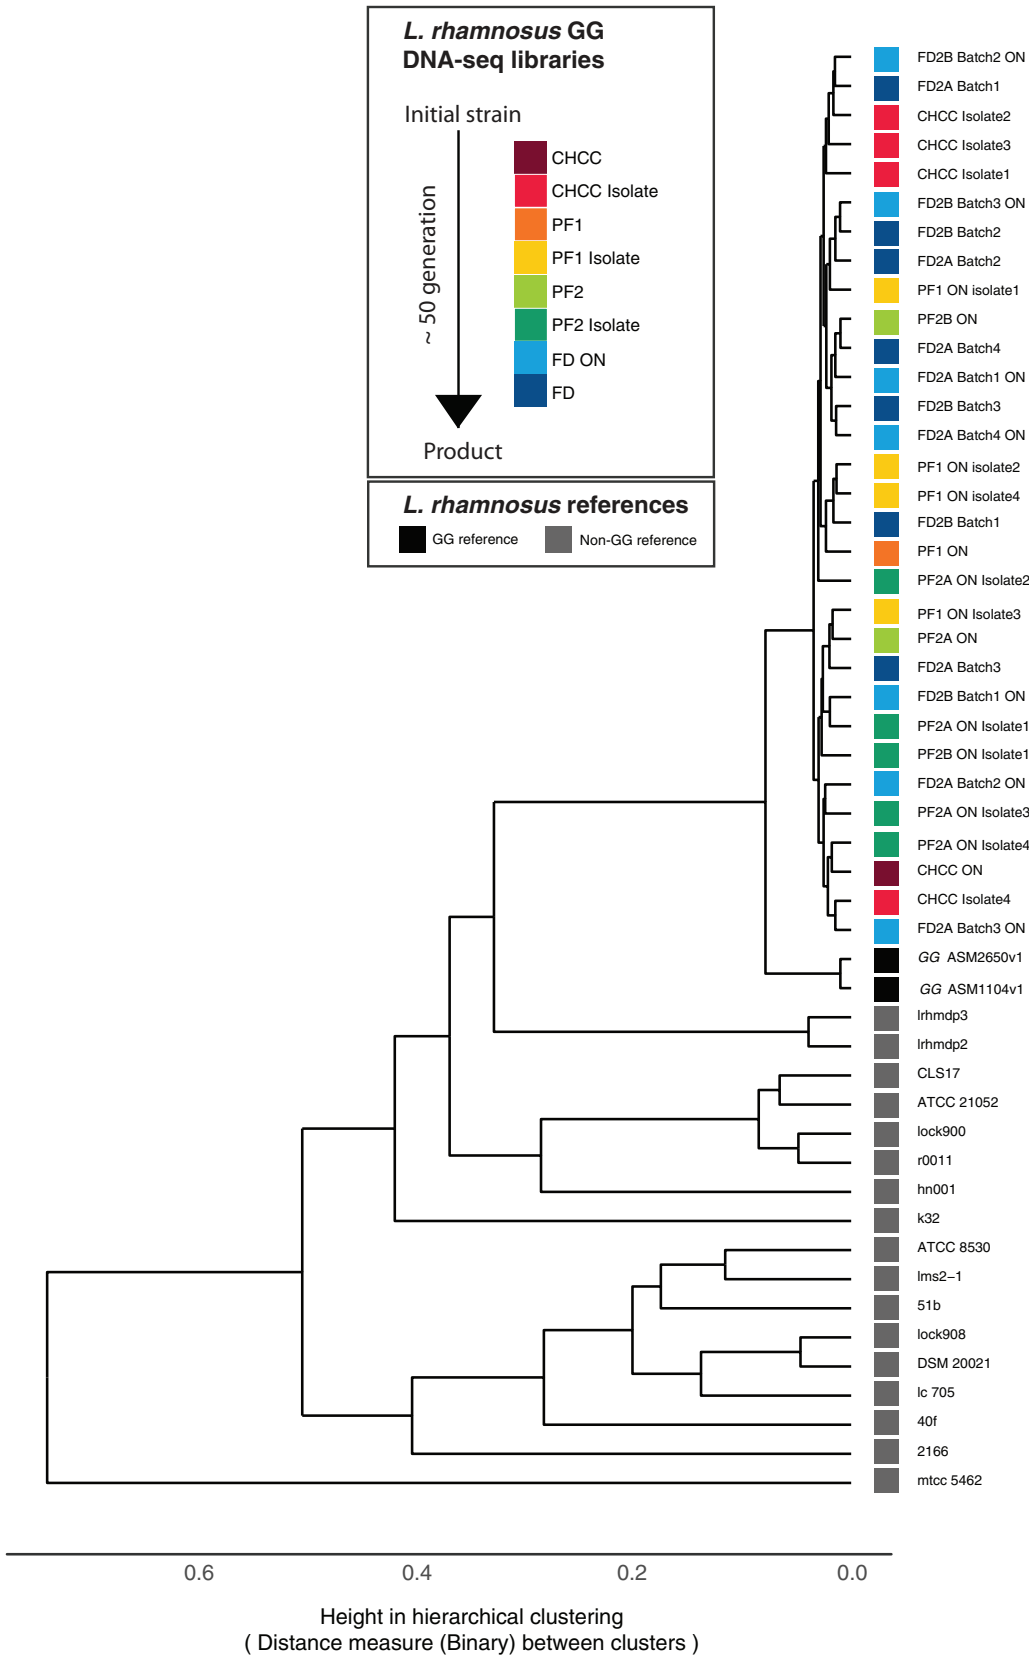 L. rhamnosus GG
DNA-seq libraries
Initial strain
~ 50 generation
CHCC
CHCC Isolate
PF1
PF1 Isolate
PF2
PF2 Isolate
FD ON
FD
Product
L. rhamnosus references
GG reference
Non-GG reference
FD2B Batch2 ON
FD2A Batch1
CHCC Isolate2
CHCC Isolate3
CHCC Isolate1
FD2B Batch3 ON
FD2B Batch2
FD2A Batch2
PF1 ON isolate1
PF2B ON
FD2A Batch4
FD2A Batch1 ON
FD2B Batch3
FD2A Batch4 ON
PF1 ON isolate2
PF1 ON isolate4
FD2B Batch1
PF1 ON
PF2A ON Isolate2
PF1 ON Isolate3
PF2A ON
FD2A Batch3
FD2B Batch1 ON
PF2A ON Isolate1
PF2B ON Isolate1
FD2A Batch2 ON
PF2A ON Isolate3
PF2A ON Isolate4
CHCC ON
CHCC Isolate4
FD2A Batch3 ON
GG ASM2650v1
GG ASM1104v1
lrhmdp3
lrhmdp2
CLS17
ATCC 21052
lock900
r0011
hn001
k32
ATCC 8530
lms2−1
51b
lock908
DSM 20021
lc 705
40f
2166
mtcc 5462
0.6 0.4 0.2 0.0
Height in hierarchical clustering
( Distance measure (Binary) between clusters )